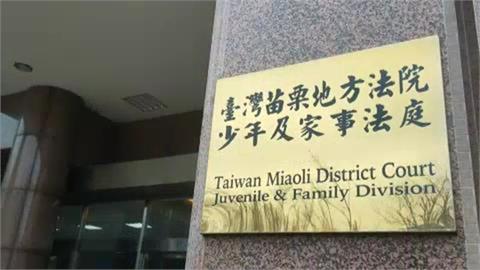 臺灣苗栗地方法院
少年及家事法庭
Taiwan Miaoli District Court
Juvenile & Family Division